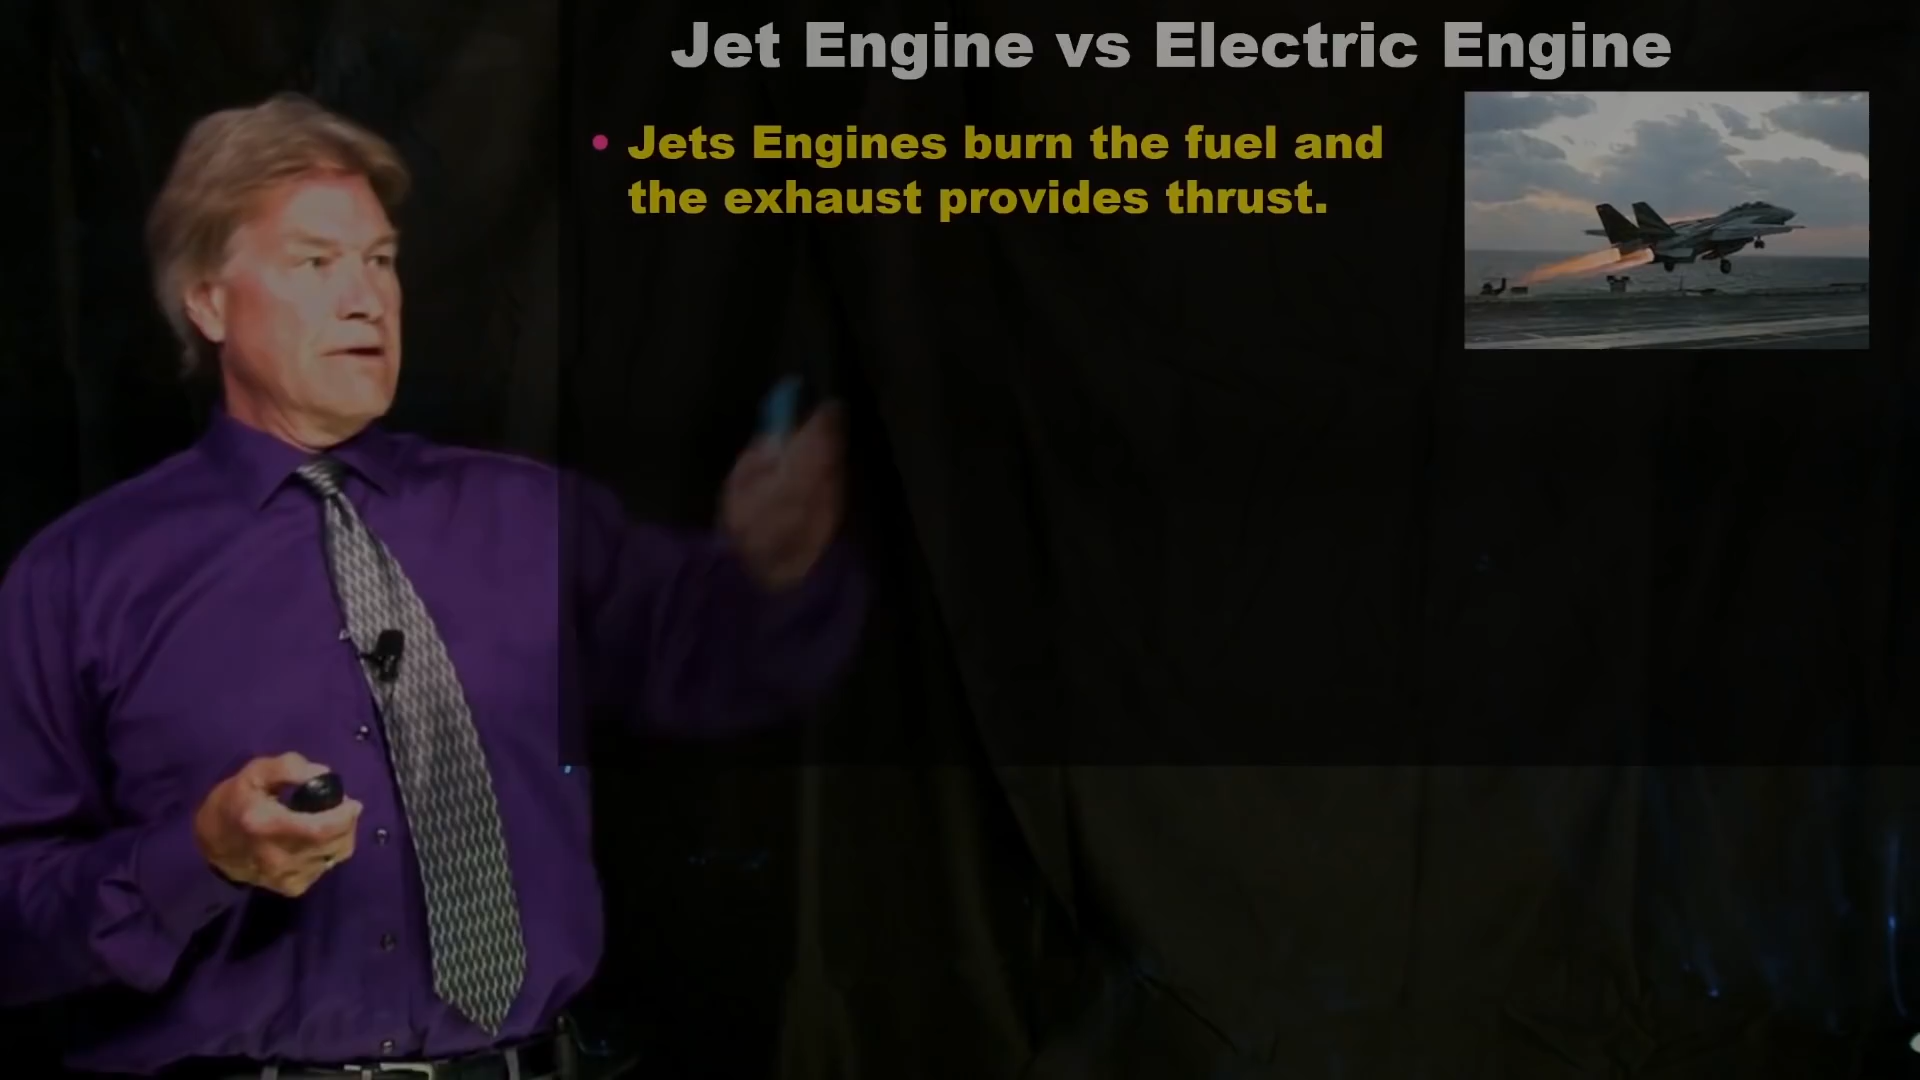 Jet Engine vs Electric Engine
• Jets Engines burn the fuel and
the exhaust provides thrust.